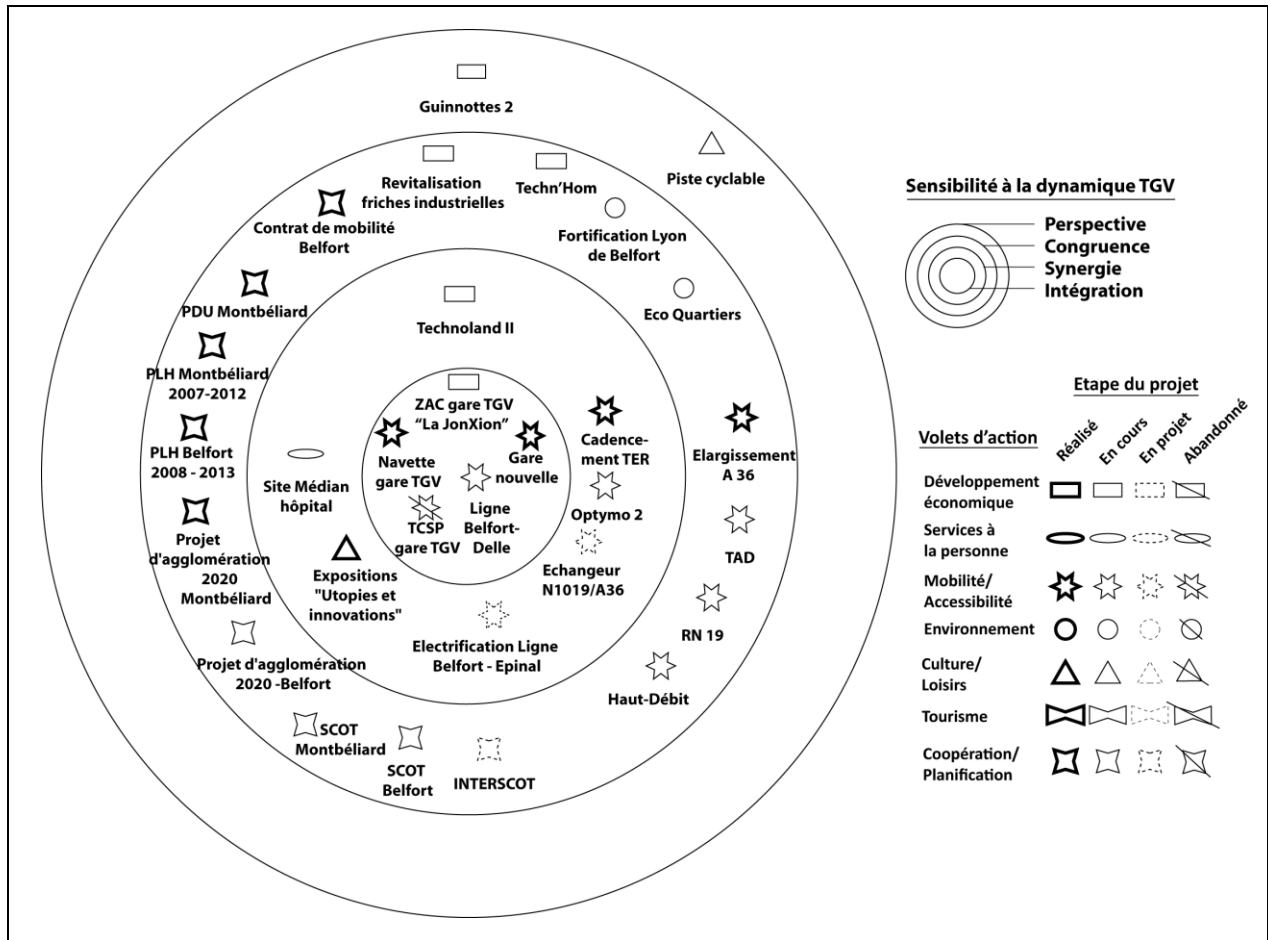 Guinnottes 2
Piste cyclable
Revitalisation
friches industrielles
Techn'Hom
Contrat de mobilité
Belfort
Fortification Lyon
de Belfort
PDU Montbéliard
Eco Quartiers
Technoland II
PLH Montbéliard
2007-2012
ZAC gare TGV
“La JonXion”
PLH Belfort
2008 - 2013
Navette
gare TGV
Gare
nouvelle
Cadence-
ment TER
Elargissement
A 36
Site Médian
hôpital
TCSP
gare TGV
Ligne
Belfort-
Delle
Optymo 2
Projet
d'agglomération
2020
Montbéliard
Expositions
"Utopies et
innovations"
Echangeur
N1019/A36
TAD
Electrification Ligne
Belfort - Epinal
RN 19
Projet d'agglomération
2020 -Belfort
Haut-Débit
SCOT
Montbéliard
SCOT
Belfort
INTERSCOT
Sensibilité à la dynamique TGV
Perspective
Congruence
Synergie
Intégration
Etape du projet
Volets d'action
Réalisé
En cours
En projet
Abandonné
Développement
économique
Services à
la personne
Mobilité/
Accessibilité
Environnement
Culture/
Loisirs
Tourisme
Coopération/
Planification